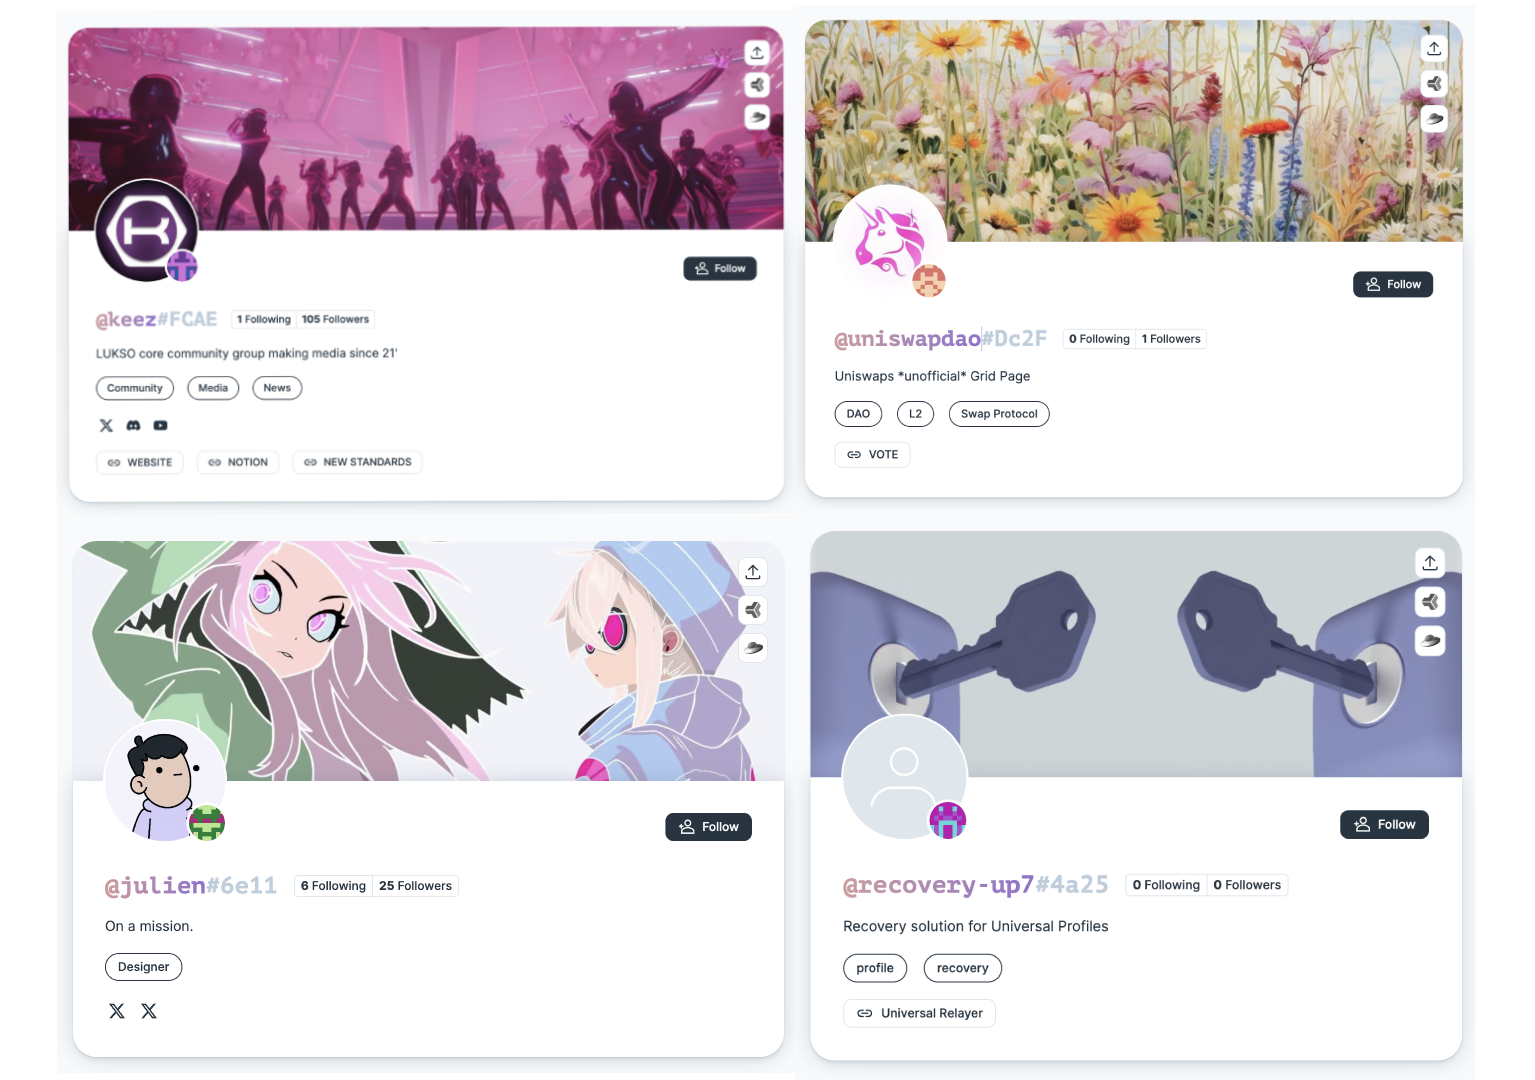 Follow
@keez#FCAE 1 Following 105 Followers
LUKSO core community group making media since 21'
Community Media News
WEBSITE NOTION NEW STANDARDS
Follow
@uniswapdao#Dc2F 0 Following 1 Followers
Uniswaps *unofficial* Grid Page
DAO L2 Swap Protocol
VOTE
Follow
@julien#6e11 6 Following 25 Followers
On a mission.
Designer
Follow
@recovery-up7#4a25 0 Following 0 Followers
Recovery solution for Universal Profiles
profile recovery
Universal Relayer